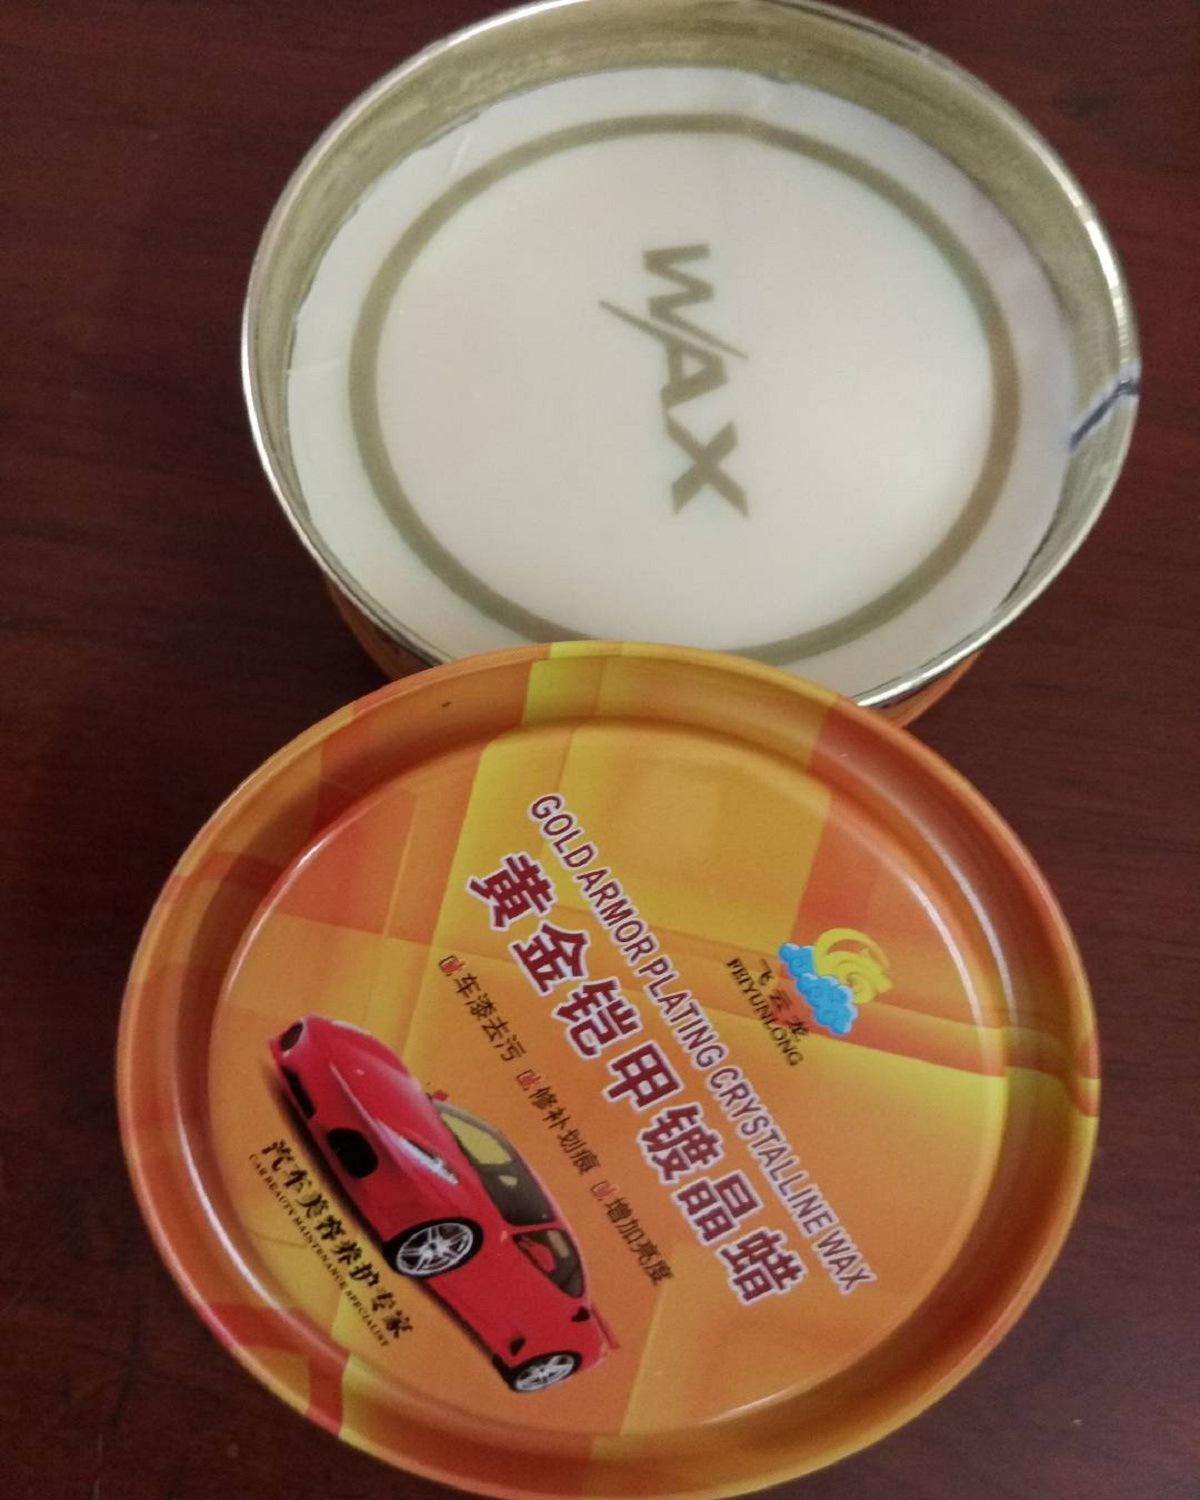 WAX
飞云龙
FEIYUNLONG
GOLD ARMOR PLATING CRYSTALLINE WAX
黄金铠甲镀晶蜡
车漆去污 修补划痕 增加亮度
汽车美容养护专家
CAR BEAUTY MAINTENANCE SPECIALIST